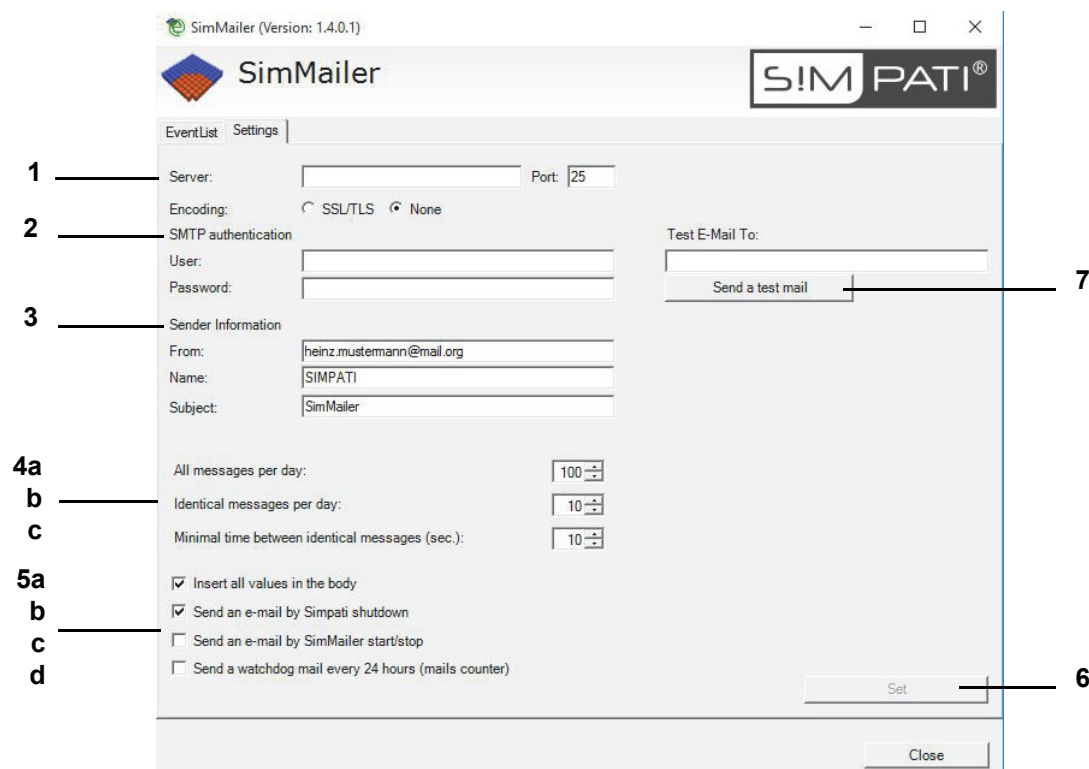 SimMailer (Version: 1.4.0.1)
SimMailer
S!M PATI®
EventList Settings
1 Server: Port: 25
Encoding: SSL/TLS None
2 SMTP authentication Test E-Mail To:
User:
Password: Send a test mail 7
3 Sender Information
From: heinz.mustermann@mail.org
Name: SIMPATI
Subject: SimMailer
4a All messages per day: 100
b Identical messages per day: 10
c Minimal time between identical messages (sec.): 10
5a Insert all values in the body
b Send an e-mail by Simpati shutdown
c Send an e-mail by SimMailer start/stop
d Send a watchdog mail every 24 hours (mails counter)
Set 6
Close